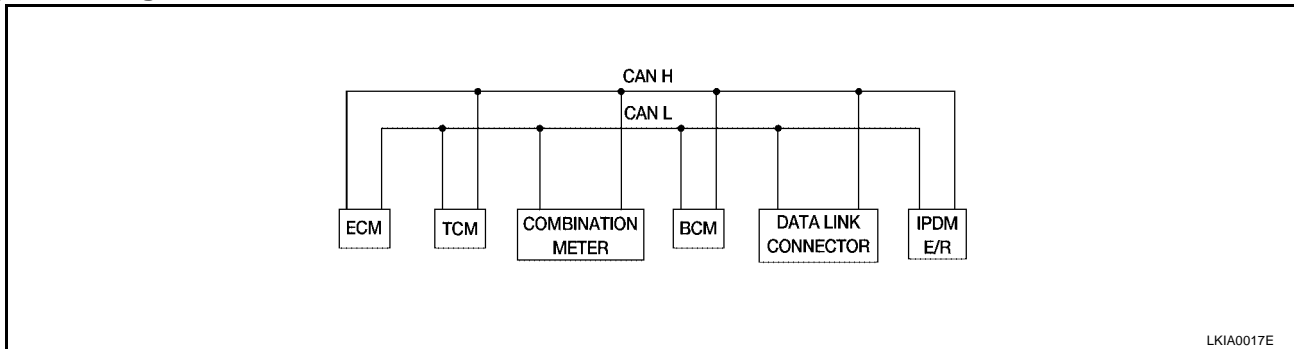 CAN H
CAN L
ECM
TCM
COMBINATION
METER
BCM
DATA LINK
CONNECTOR
IPDM
E/R
LKIA0017E